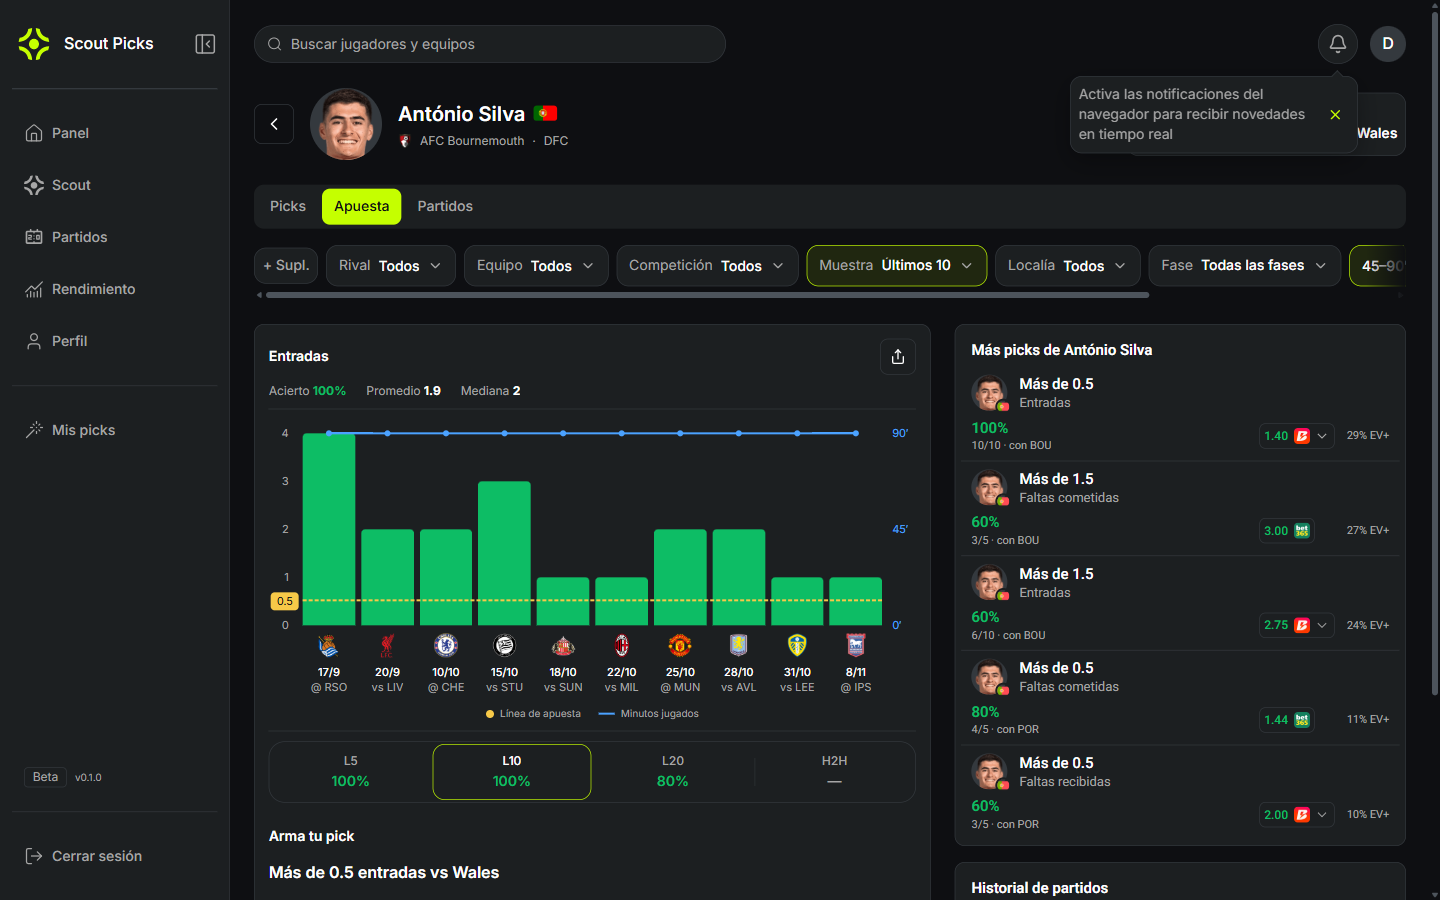 Scout Picks
Buscar jugadores y equipos
D
Panel
Scout
Partidos
Rendimiento
Perfil
Mis picks
Beta v0.1.0
Cerrar sesión
António Silva
AFC Bournemouth · DFC
Activa las notificaciones del
navegador para recibir novedades
en tiempo real
Wales
Picks Apuesta Partidos
+ Supl. Rival Todos Equipo Todos Competición Todos Muestra Últimos 10 Localía Todos Fase Todas las fases 45–90'
Entradas
Acierto 100% Promedio 1.9 Mediana 2
4 90'
3
2 45'
1
0.5
0 0'
17/9 20/9 10/10 15/10 18/10 22/10 25/10 28/10 31/10 8/11
@ RSO vs LIV @ CHE vs STU vs SUN vs MIL @ MUN vs AVL vs LEE @ IPS
Línea de apuesta Minutos jugados
L5 L10 L20 H2H
100% 100% 80% —
Arma tu pick
Más de 0.5 entradas vs Wales
Más picks de António Silva
Más de 0.5
Entradas
100%
10/10 · con BOU
1.40 29% EV+
Más de 1.5
Faltas cometidas
60%
3/5 · con BOU
3.00 bet365 27% EV+
Más de 1.5
Entradas
60%
6/10 · con BOU
2.75 24% EV+
Más de 0.5
Faltas cometidas
80%
4/5 · con POR
1.44 bet365 11% EV+
Más de 0.5
Faltas recibidas
60%
3/5 · con POR
2.00 10% EV+
Historial de partidos